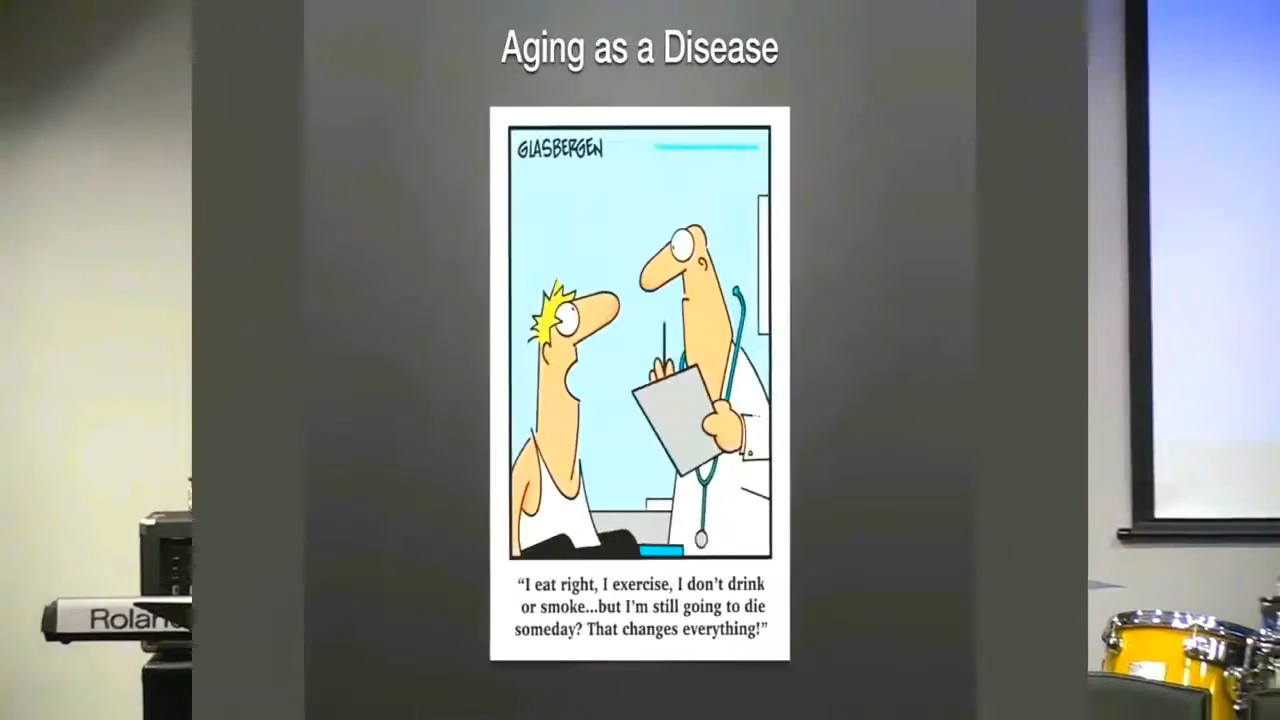 Aging as a Disease
GLASBERGEN
“I eat right, I exercise, I don’t drink
or smoke...but I’m still going to die
someday? That changes everything!”
Roland